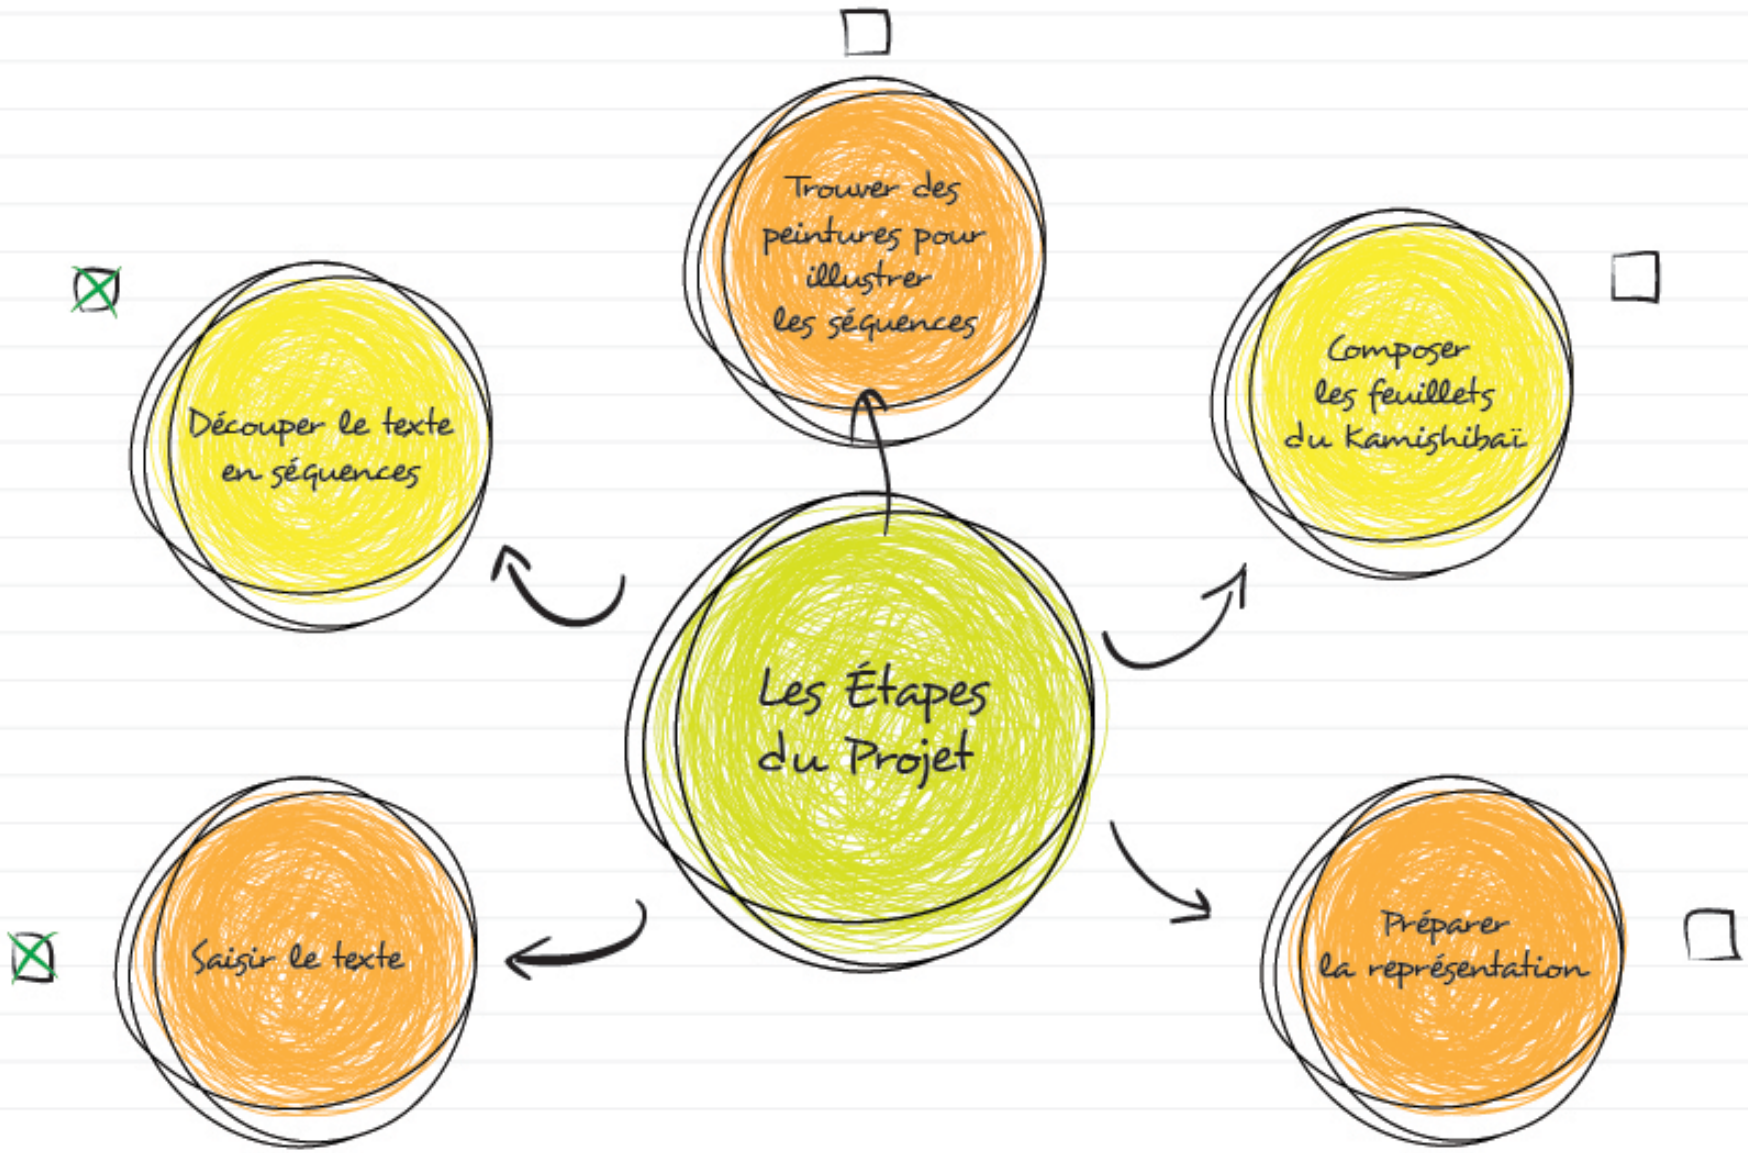 Trouver des
peintures pour
illustrer
les séquences
Découper le texte
en séquences
Composer
les feuillets
du Kamishibaï
Les Étapes
du Projet
Saisir le texte
Préparer
la représentation